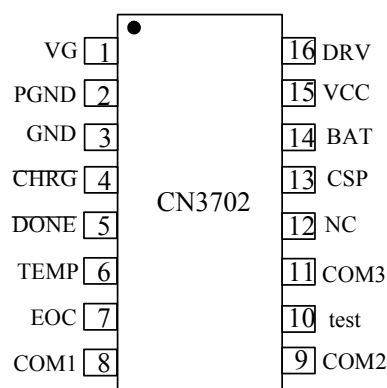 VG 1 16 DRV
PGND 2 15 VCC
GND 3 14 BAT
CHRG 4 13 CSP
CN3702
DONE 5 12 NC
TEMP 6 11 COM3
EOC 7 10 test
COM1 8 9 COM2